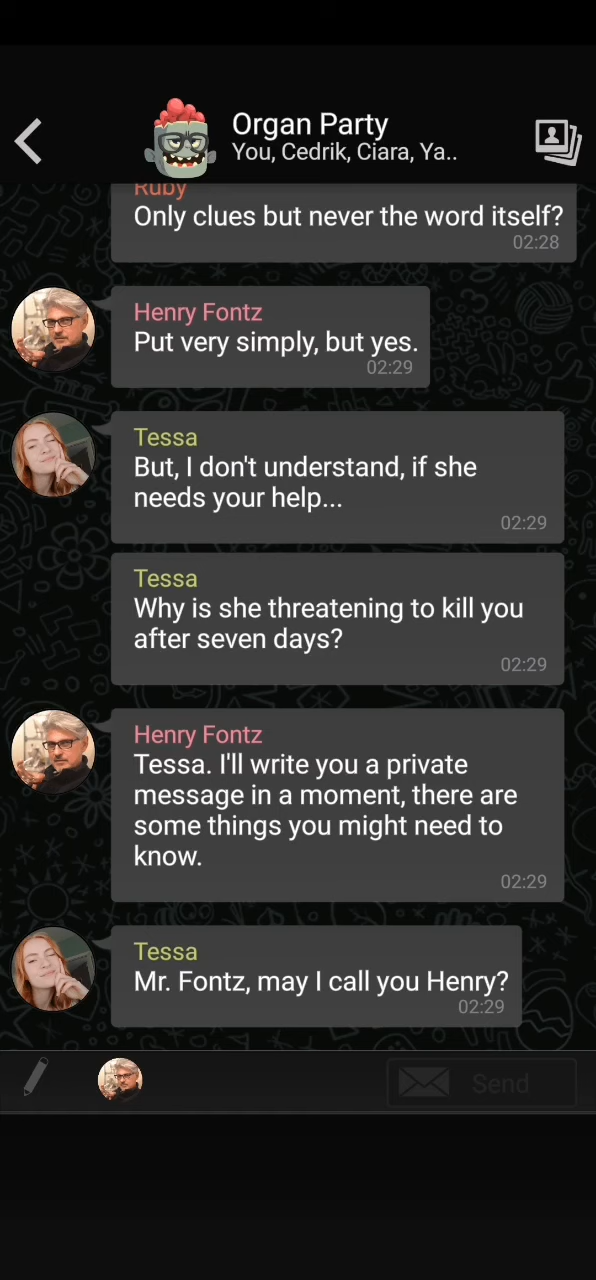 Organ Party
You, Cedrik, Ciara, Ya..
Ruby
Only clues but never the word itself?
02:28
Henry Fontz
Put very simply, but yes.
02:29
Tessa
But, I don't understand, if she
needs your help...
02:29
Tessa
Why is she threatening to kill you
after seven days?
02:29
Henry Fontz
Tessa. I'll write you a private
message in a moment, there are
some things you might need to
know.
02:29
Tessa
Mr. Fontz, may I call you Henry?
02:29
Send